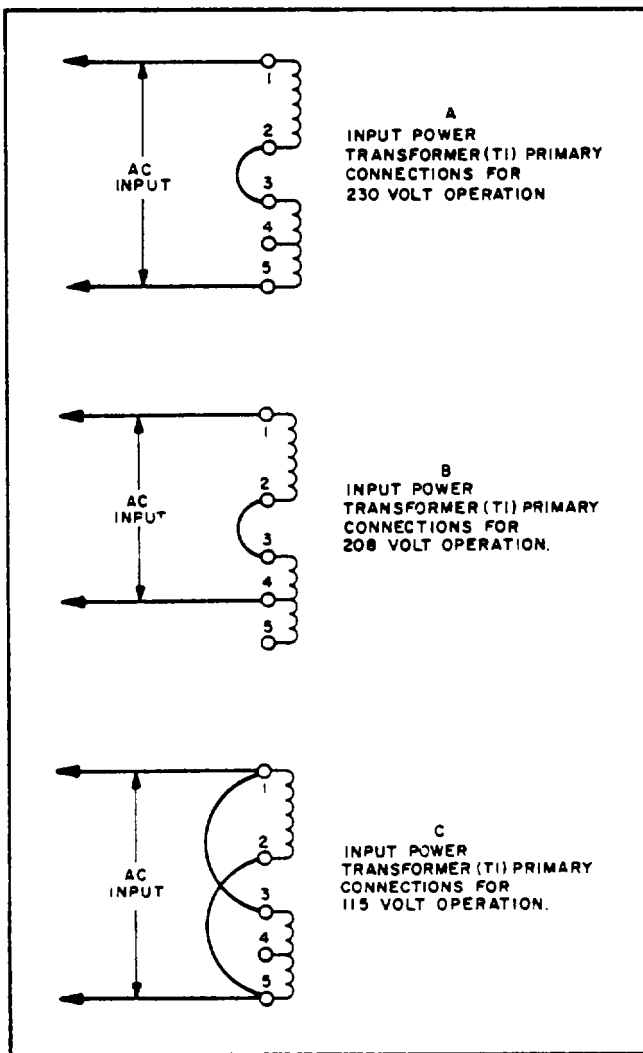 1
2
3
4
5
AC
INPUT
A
INPUT POWER
TRANSFORMER (T1) PRIMARY
CONNECTIONS FOR
230 VOLT OPERATION
1
2
3
4
5
AC
INPUT
B
INPUT POWER
TRANSFORMER (T1) PRIMARY
CONNECTIONS FOR
208 VOLT OPERATION.
1
2
3
4
5
AC
INPUT
C
INPUT POWER
TRANSFORMER (T1) PRIMARY
CONNECTIONS FOR
115 VOLT OPERATION.